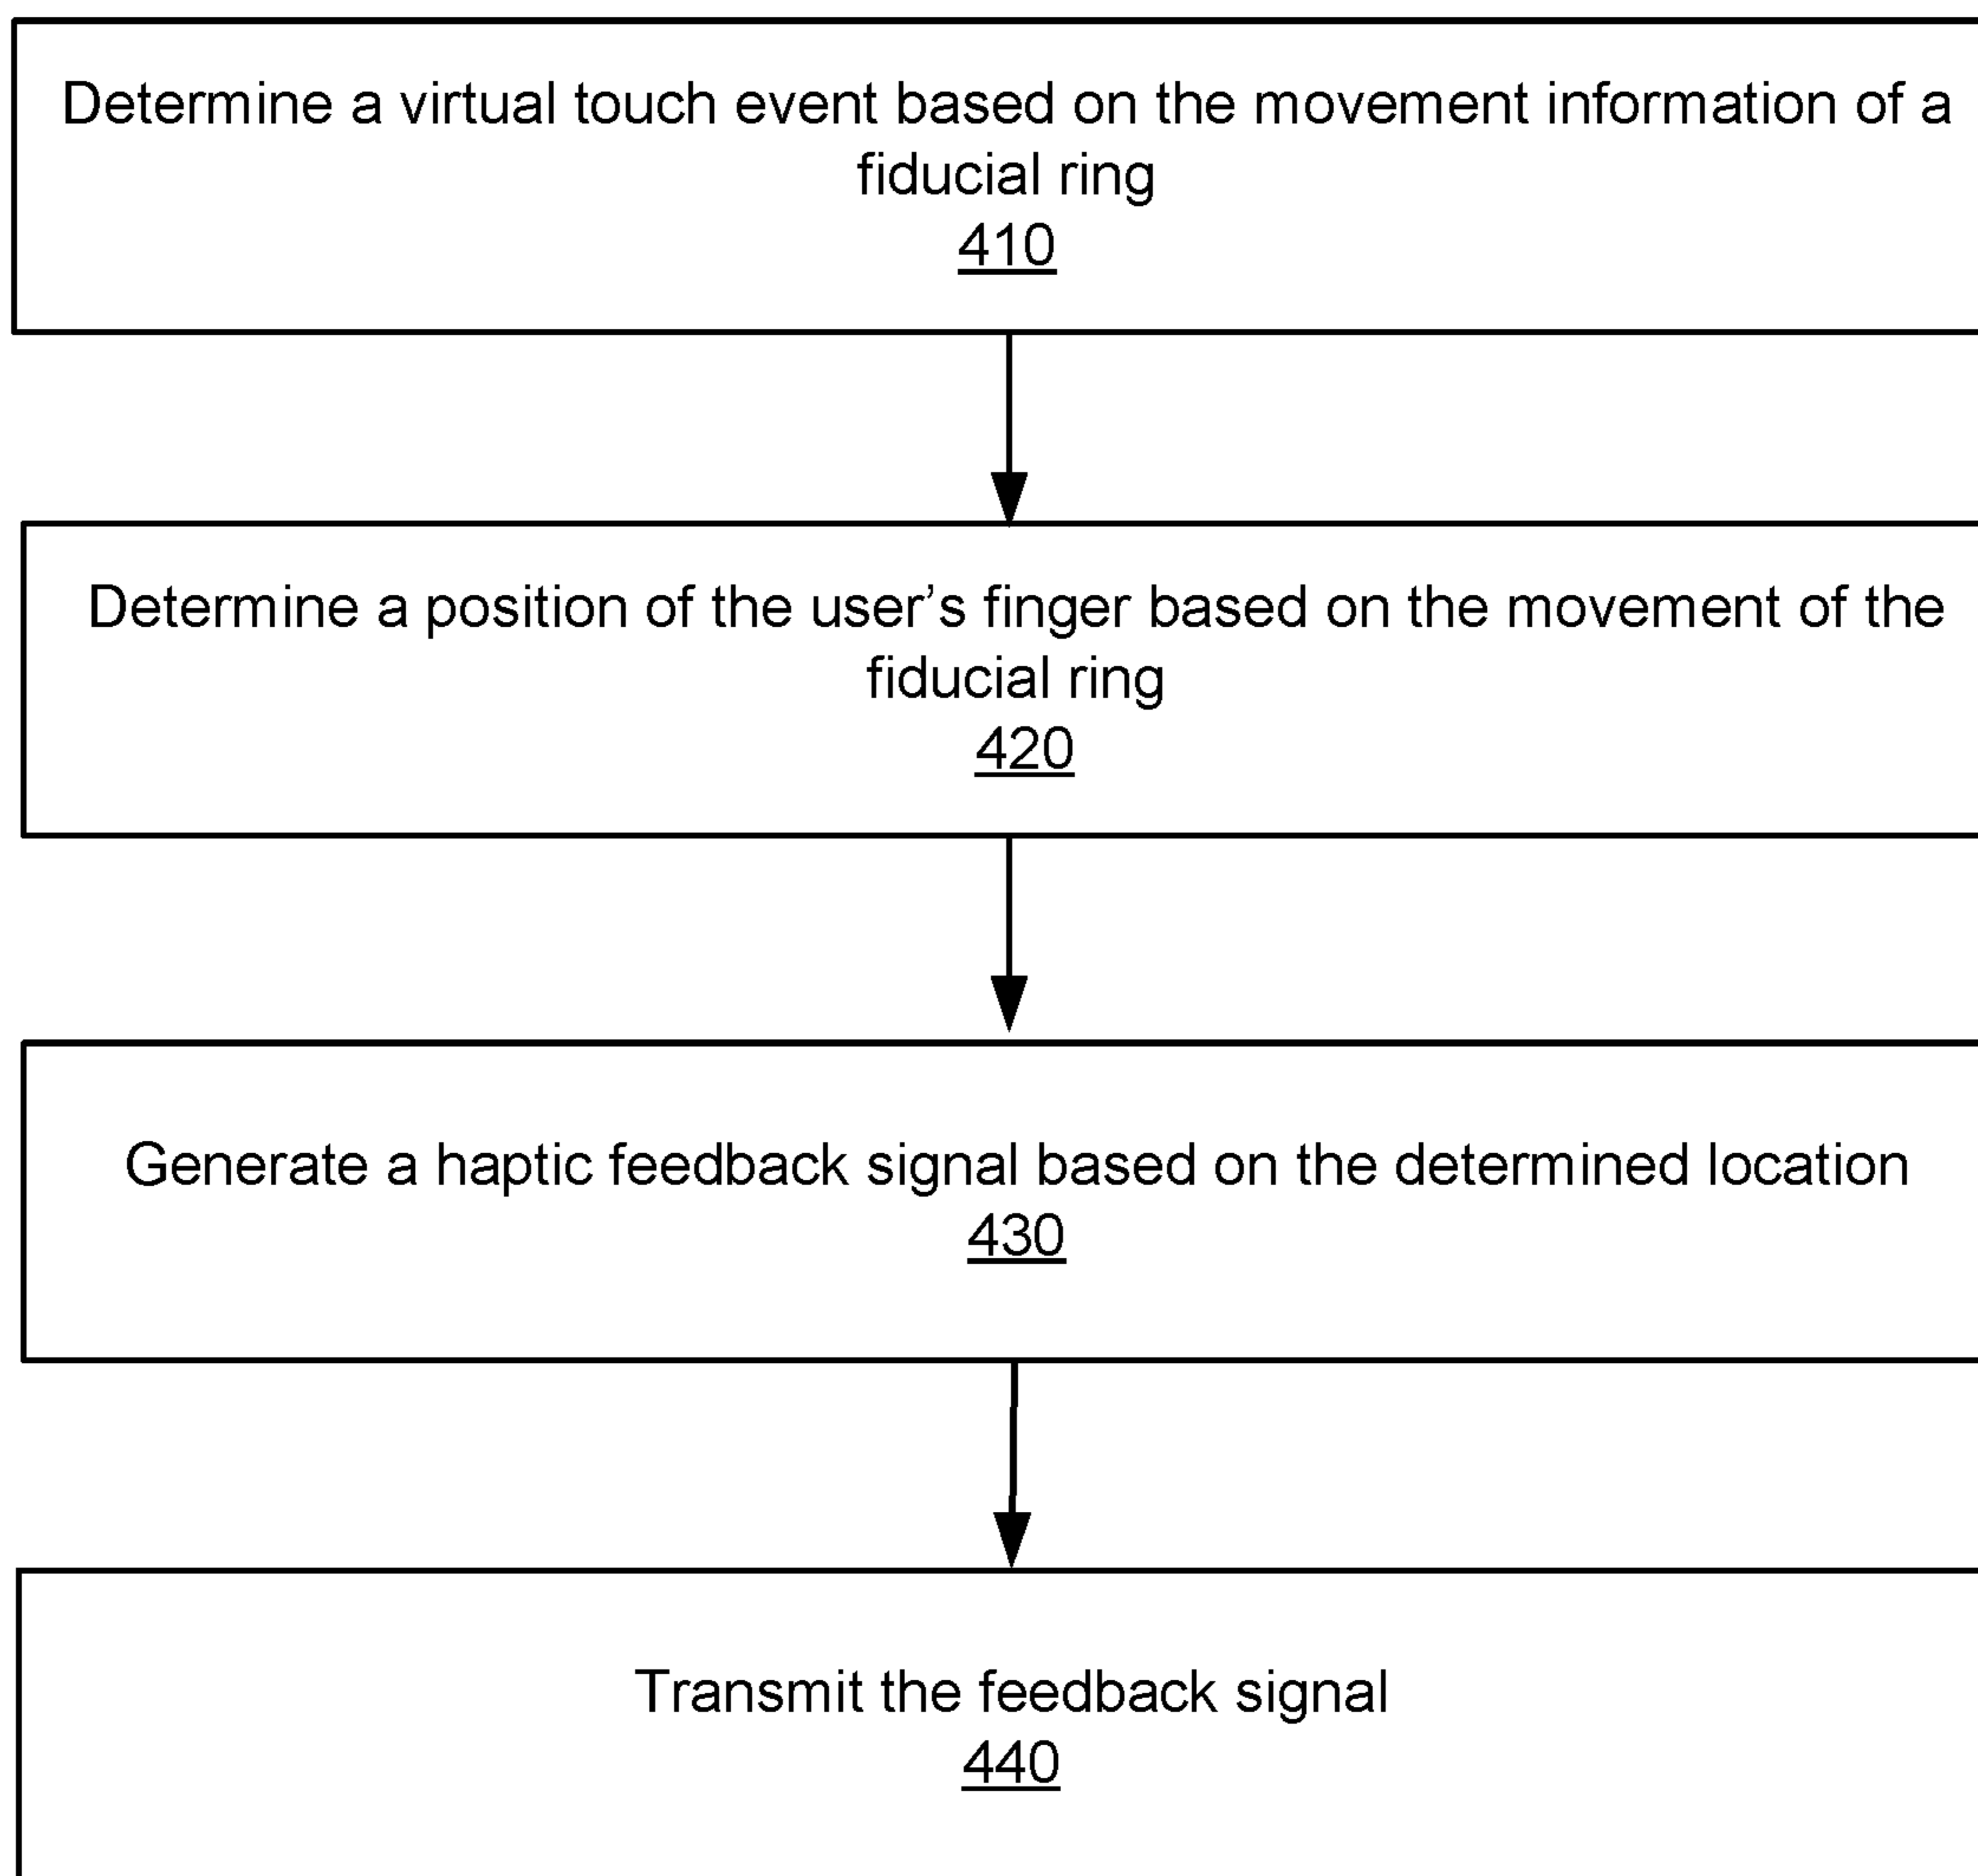 Determine a virtual touch event based on the movement information of a
fiducial ring
410
Determine a position of the user’s finger based on the movement of the
fiducial ring
420
Generate a haptic feedback signal based on the determined location
430
Transmit the feedback signal
440